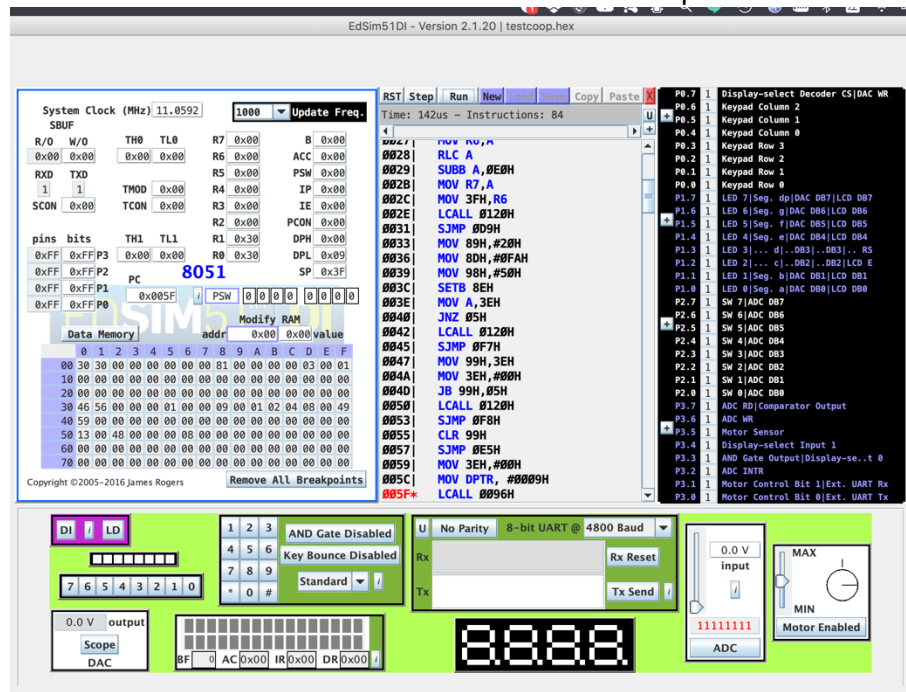 EdSim51DI - Version 2.1.20 | testcoop.hex
System Clock (MHz) 11.0592 1000 Update Freq.
SBUF
R/O W/O TH0 TL0 R7 0x00 B 0x00
0x00 0x00 0x00 0x00 R6 0x00 ACC 0x00
RXD TXD R5 0x00 PSW 0x00
1 1 TMOD 0x00 R4 0x00 IP 0x00
SCON 0x00 TCON 0x00 R3 0x00 IE 0x00
R2 0x00 PCON 0x00
pins bits TH1 TL1 R1 0x30 DPH 0x00
0xFF 0xFF P3 0x00 0x00 R0 0x30 DPL 0x09
0xFF 0xFF P2 PC 8051 SP 0x3F
0xFF 0xFF P1 0x005F i PSW 0 0 0 0 0 0 0 0
0xFF 0xFF P0
EDSIM51DI
Modify RAM
Data Memory addr 0x00 0x00 value
0 1 2 3 4 5 6 7 8 9 A B C D E F
00 30 30 00 00 00 00 00 00 81 00 00 00 00 03 00 01
10 00 00 00 00 00 00 00 00 00 00 00 00 00 00 00 00
20 00 00 00 00 00 00 00 00 00 00 00 00 00 00 00 00
30 46 56 00 00 00 01 00 00 09 00 01 02 04 08 00 49
40 59 00 00 00 00 00 00 00 00 00 00 00 00 00 00 00
50 13 00 48 00 00 00 08 00 00 00 00 00 00 00 00 00
60 00 00 00 00 00 00 00 00 00 00 00 00 00 00 00 00
70 00 00 00 00 00 00 00 00 00 00 00 00 00 00 00 00
Copyright ©2005-2016 James Rogers Remove All Breakpoints
RST Step Run New Load Save Copy Paste X
Time: 142us - Instructions: 84 U
0027| MOV R0,A
0028| RLC A
0029| SUBB A,0E0H
002B| MOV R7,A
002C| MOV 3FH,R6
002E| LCALL 0120H
0031| SJMP 0D9H
0033| MOV 89H,#20H
0036| MOV 8DH,#0FAH
0039| MOV 98H,#50H
003C| SETB 8EH
003E| MOV A,3EH
0040| JNZ 05H
0042| LCALL 0120H
0045| SJMP 0F7H
0047| MOV 99H,3EH
004A| MOV 3EH,#00H
004D| JB 99H,05H
0050| LCALL 0120H
0053| SJMP 0F8H
0055| CLR 99H
0057| SJMP 0E5H
0059| MOV 3EH,#00H
005C| MOV DPTR, #0009H
005F* LCALL 0096H
P0.7 1 Display-select Decoder CS|DAC WR
P0.6 1 Keypad Column 2
P0.5 1 Keypad Column 1
P0.4 1 Keypad Column 0
P0.3 1 Keypad Row 3
P0.2 1 Keypad Row 2
P0.1 1 Keypad Row 1
P0.0 1 Keypad Row 0
P1.7 1 LED 7|Seg. dp|DAC DB7|LCD DB7
P1.6 1 LED 6|Seg. g|DAC DB6|LCD DB6
P1.5 1 LED 5|Seg. f|DAC DB5|LCD DB5
P1.4 1 LED 4|Seg. e|DAC DB4|LCD DB4
P1.3 1 LED 3|... d|..DB3|..DB3|.. RS
P1.2 1 LED 2|... c|..DB2|..DB2|LCD E
P1.1 1 LED 1|Seg. b|DAC DB1|LCD DB1
P1.0 1 LED 0|Seg. a|DAC DB0|LCD DB0
P2.7 1 SW 7|ADC DB7
P2.6 1 SW 6|ADC DB6
P2.5 1 SW 5|ADC DB5
P2.4 1 SW 4|ADC DB4
P2.3 1 SW 3|ADC DB3
P2.2 1 SW 2|ADC DB2
P2.1 1 SW 1|ADC DB1
P2.0 1 SW 0|ADC DB0
P3.7 1 ADC RD|Comparator Output
P3.6 1 ADC WR
P3.5 1 Motor Sensor
P3.4 1 Display-select Input 1
P3.3 1 AND Gate Output|Display-se..t 0
P3.2 1 ADC INTR
P3.1 1 Motor Control Bit 1|Ext. UART Rx
P3.0 1 Motor Control Bit 0|Ext. UART Tx
DI i LD
7 6 5 4 3 2 1 0
0.0 V output
Scope
DAC
1 2 3
4 5 6
7 8 9
* 0 #
AND Gate Disabled
Key Bounce Disabled
Standard i
BF 0 AC 0x00 IR 0x00 DR 0x00 i
U No Parity 8-bit UART @ 4800 Baud
Rx Rx Reset
Tx Tx Send i
8.8.8.8.
0.0 V
input
i
11111111
ADC
MAX
MIN
Motor Enabled